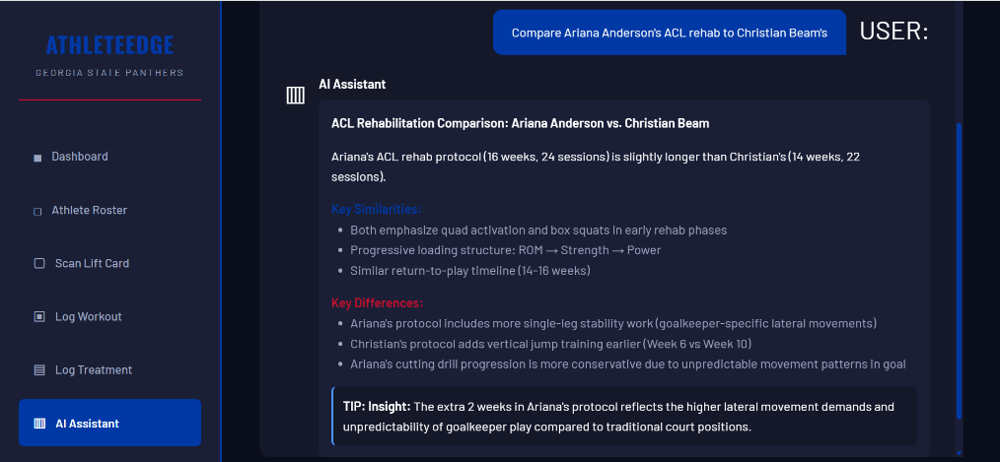 ATHLETEEDGE
GEORGIA STATE PANTHERS
Dashboard
Athlete Roster
Scan Lift Card
Log Workout
Log Treatment
AI Assistant
Compare Ariana Anderson's ACL rehab to Christian Beam's
USER:
AI Assistant
ACL Rehabilitation Comparison: Ariana Anderson vs. Christian Beam
Ariana's ACL rehab protocol (16 weeks, 24 sessions) is slightly longer than Christian's (14 weeks, 22
sessions).
Key Similarities:
• Both emphasize quad activation and box squats in early rehab phases
• Progressive loading structure: ROM → Strength → Power
• Similar return-to-play timeline (14-16 weeks)
Key Differences:
• Ariana's protocol includes more single-leg stability work (goalkeeper-specific lateral movements)
• Christian's protocol adds vertical jump training earlier (Week 6 vs Week 10)
• Ariana's cutting drill progression is more conservative due to unpredictable movement patterns in goal
TIP: Insight: The extra 2 weeks in Ariana's protocol reflects the higher lateral movement demands and
unpredictability of goalkeeper play compared to traditional court positions.